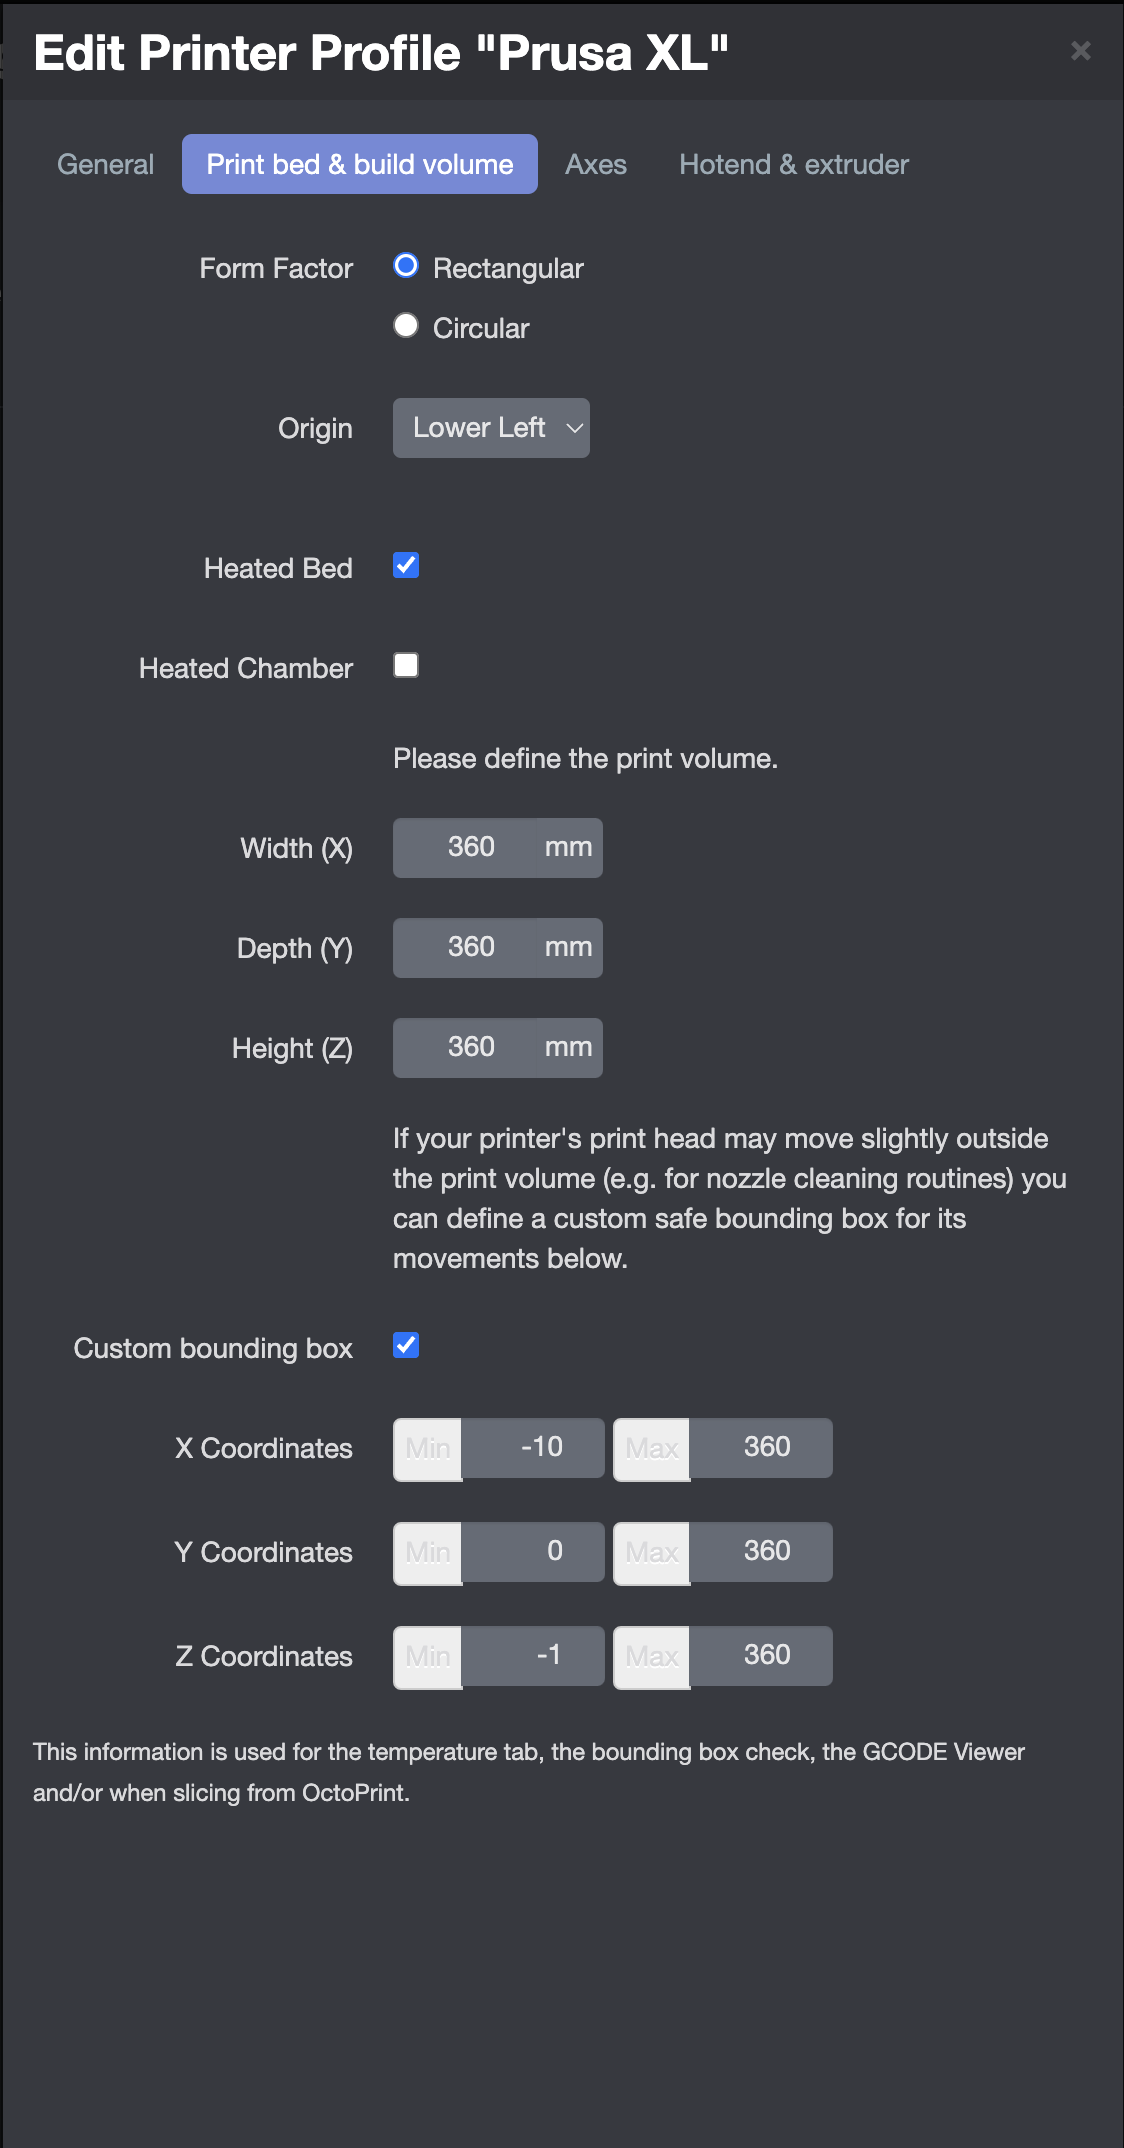 Edit Printer Profile "Prusa XL"
×
General Print bed & build volume Axes Hotend & extruder
Form Factor Rectangular
Circular
Origin Lower Left
Heated Bed
Heated Chamber
Please define the print volume.
Width (X) 360 mm
Depth (Y) 360 mm
Height (Z) 360 mm
If your printer's print head may move slightly outside
the print volume (e.g. for nozzle cleaning routines) you
can define a custom safe bounding box for its
movements below.
Custom bounding box
X Coordinates Min -10 Max 360
Y Coordinates Min 0 Max 360
Z Coordinates Min -1 Max 360
This information is used for the temperature tab, the bounding box check, the GCODE Viewer
and/or when slicing from OctoPrint.